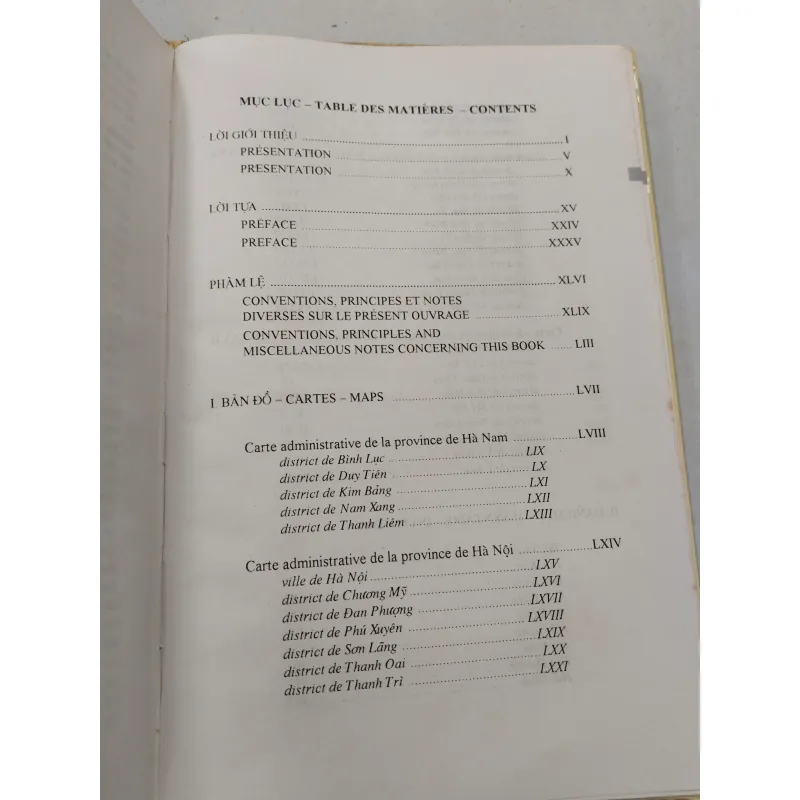 MỤC LỤC – TABLE DES MATIÈRES – CONTENTS
LỜI GIỚI THIỆU ........ I
PRÉSENTATION ........ V
PRESENTATION ........ X
LỜI TỰA ........ XV
PRÉFACE ........ XXIV
PREFACE ........ XXXV
PHÀM LỆ ........ XLVI
CONVENTIONS, PRINCIPES ET NOTES
DIVERSES SUR LE PRÉSENT OUVRAGE ........ XLIX
CONVENTIONS, PRINCIPLES AND
MISCELLANEOUS NOTES CONCERNING THIS BOOK ........ LIII
I BẢN ĐỒ – CARTES – MAPS ........ LVII
Carte administrative de la province de Hà Nam ........ LVIII
district de Bình Lục ........ LIX
district de Duy Tiên ........ LX
district de Kim Bảng ........ LXI
district de Nam Xang ........ LXII
district de Thanh Liêm ........ LXIII
Carte administrative de la province de Hà Nội ........ LXIV
ville de Hà Nội ........ LXV
district de Chương Mỹ ........ LXVI
district de Đan Phượng ........ LXVII
district de Phú Xuyên ........ LXVIII
district de Sơn Lãng ........ LXIX
district de Thanh Oai ........ LXX
district de Thanh Trì ........ LXXI